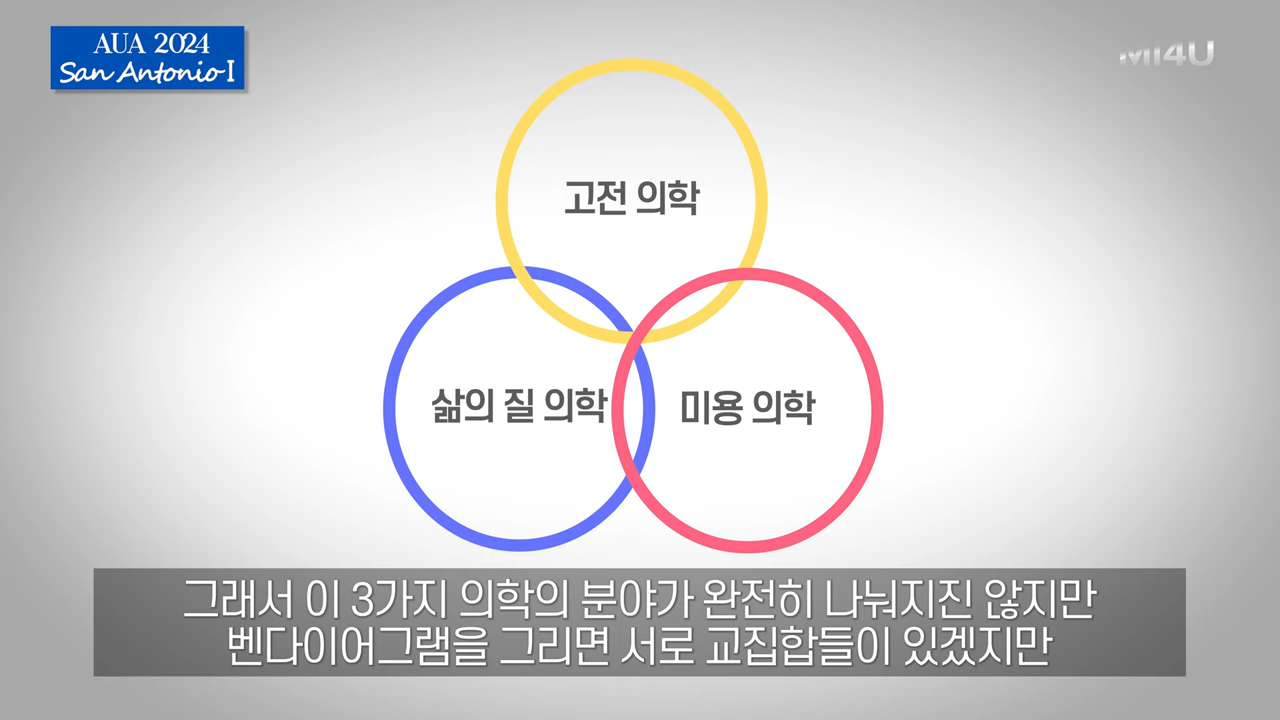 AUA 2024
San Antonio I
MI4U
고전 의학
삶의 질 의학
미용 의학
그래서 이 3가지 의학의 분야가 완전히 나눠지진 않지만
벤다이어그램을 그리면 서로 교집합들이 있겠지만